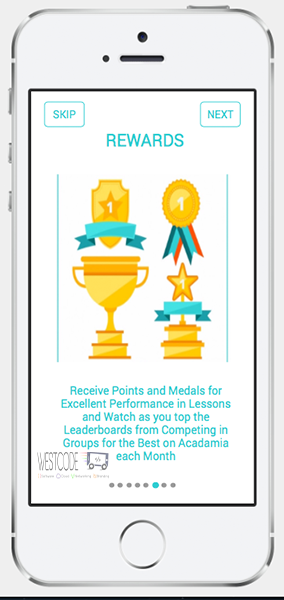 SKIP
NEXT
REWARDS
1
1
1
Receive Points and Medals for
Excellent Performance in Lessons
and Watch as you top the
Leaderboards from Competing in
Groups for the Best on Acadamia
each Month
WESTCODE